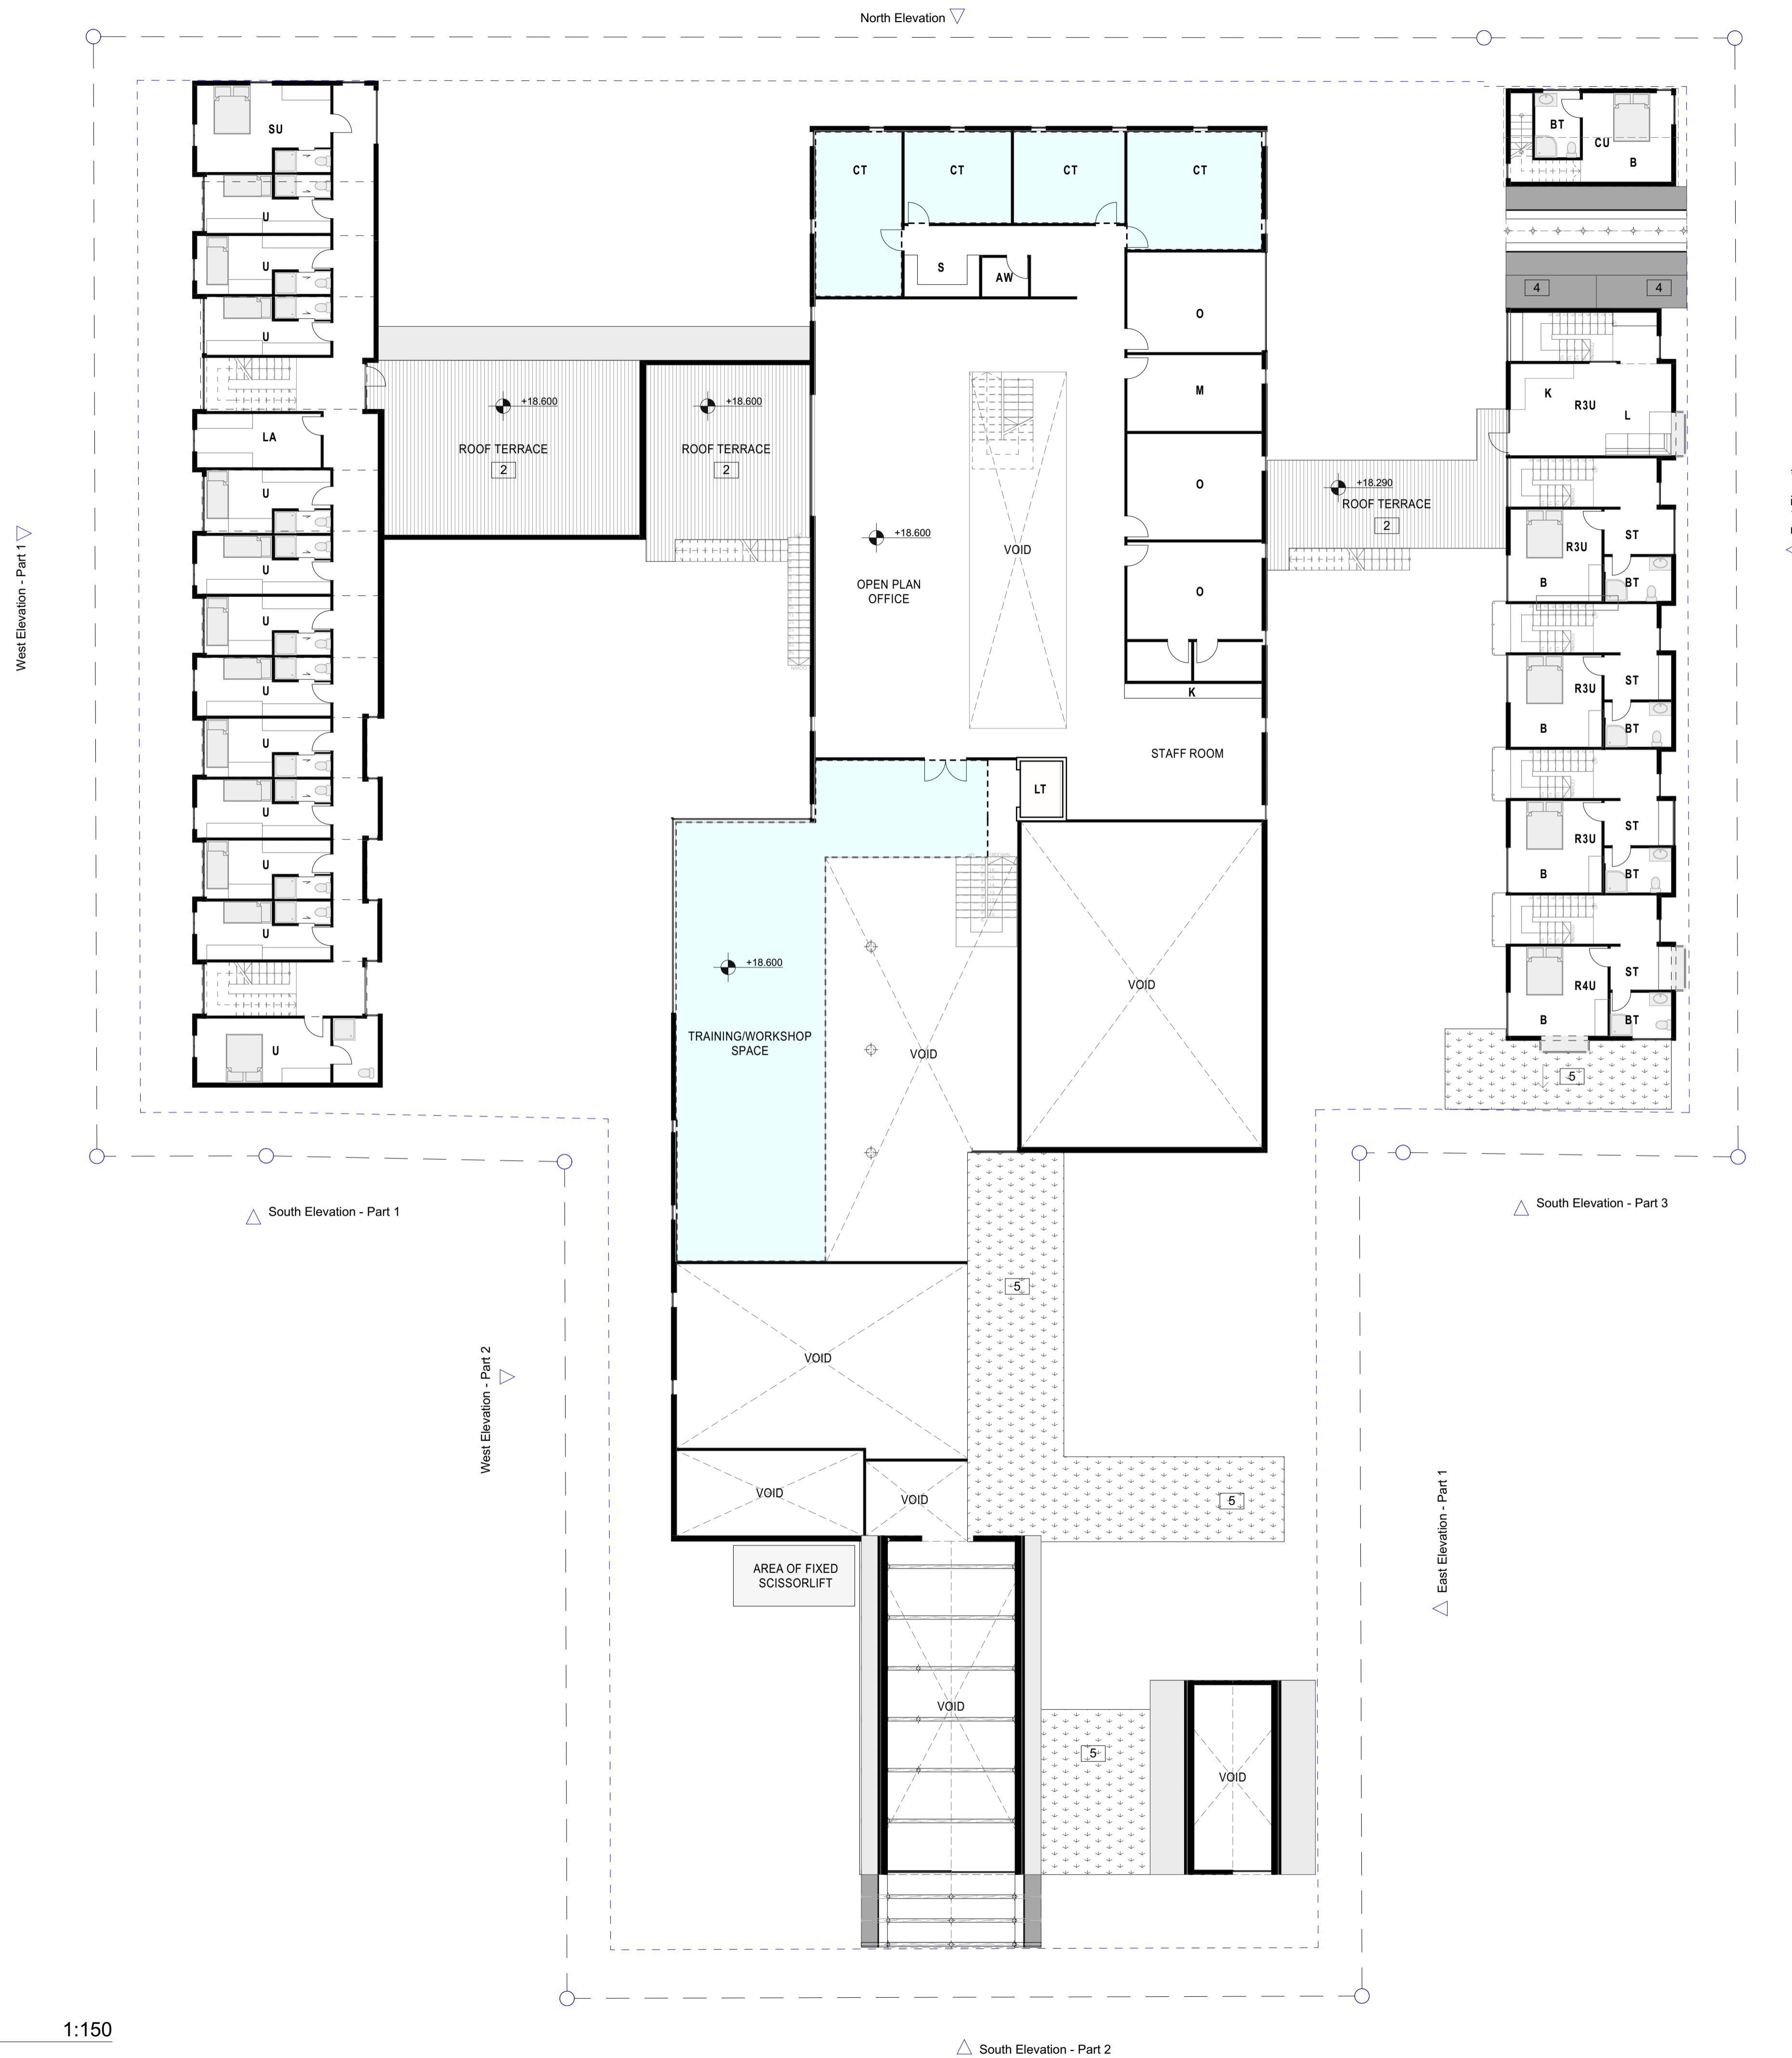 North Elevation
SU
U
U
U
LA
U
U
U
U
U
U
U
U
U
West Elevation - Part 1
+18.600
ROOF TERRACE
2
+18.600
ROOF TERRACE
2
CT
CT
CT
CT
S
AW
O
M
O
O
K
+18.600
OPEN PLAN
OFFICE
VOID
STAFF ROOM
LT
+18.290
ROOF TERRACE
2
BT
CU
B
4
4
K
R3U
L
R3U
ST
B
BT
R3U
ST
B
BT
R3U
ST
B
BT
R4U
ST
B
BT
5
+18.600
TRAINING/WORKSHOP
SPACE
VOID
VOID
South Elevation - Part 1
South Elevation - Part 3
5
West Elevation - Part 2
VOID
VOID
VOID
5
East Elevation - Part 1
AREA OF FIXED
SCISSORLIFT
VOID
5
VOID
1:150
South Elevation - Part 2